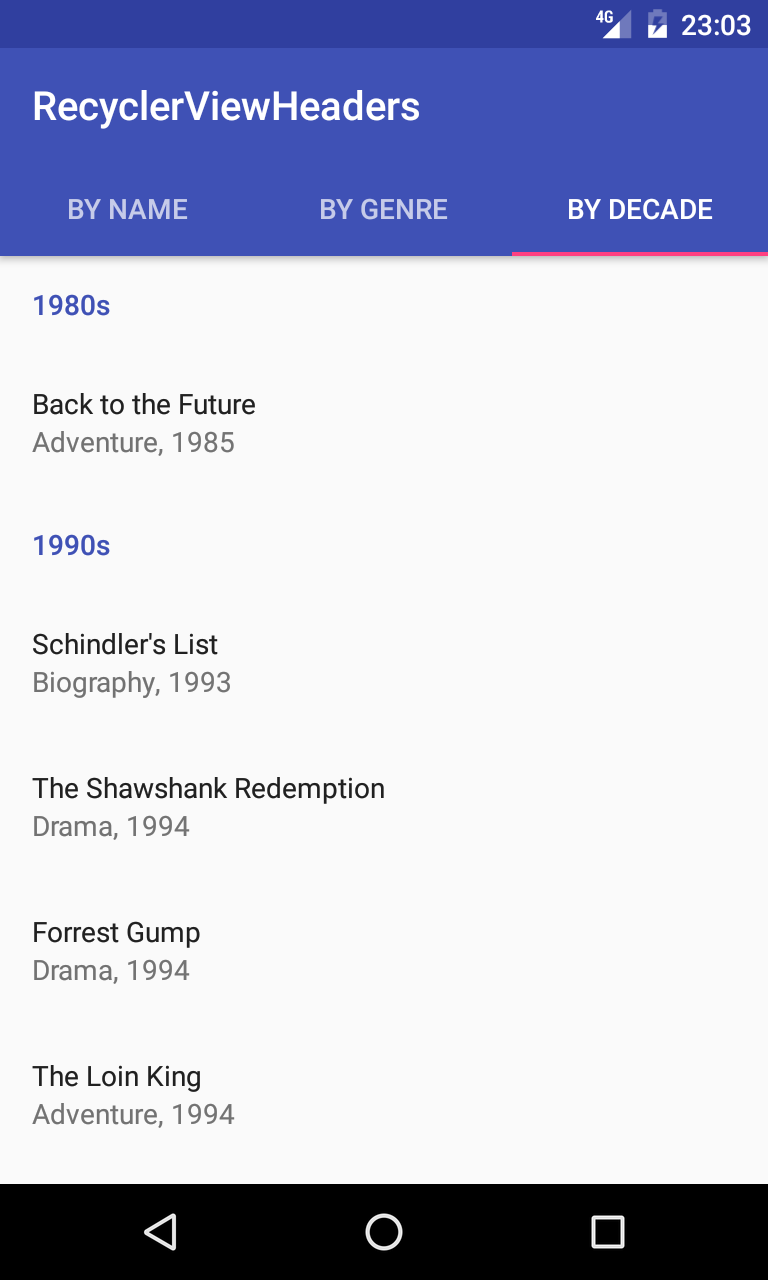 4G 23:03
RecyclerViewHeaders
BY NAME BY GENRE BY DECADE
1980s
Back to the Future
Adventure, 1985
1990s
Schindler's List
Biography, 1993
The Shawshank Redemption
Drama, 1994
Forrest Gump
Drama, 1994
The Loin King
Adventure, 1994